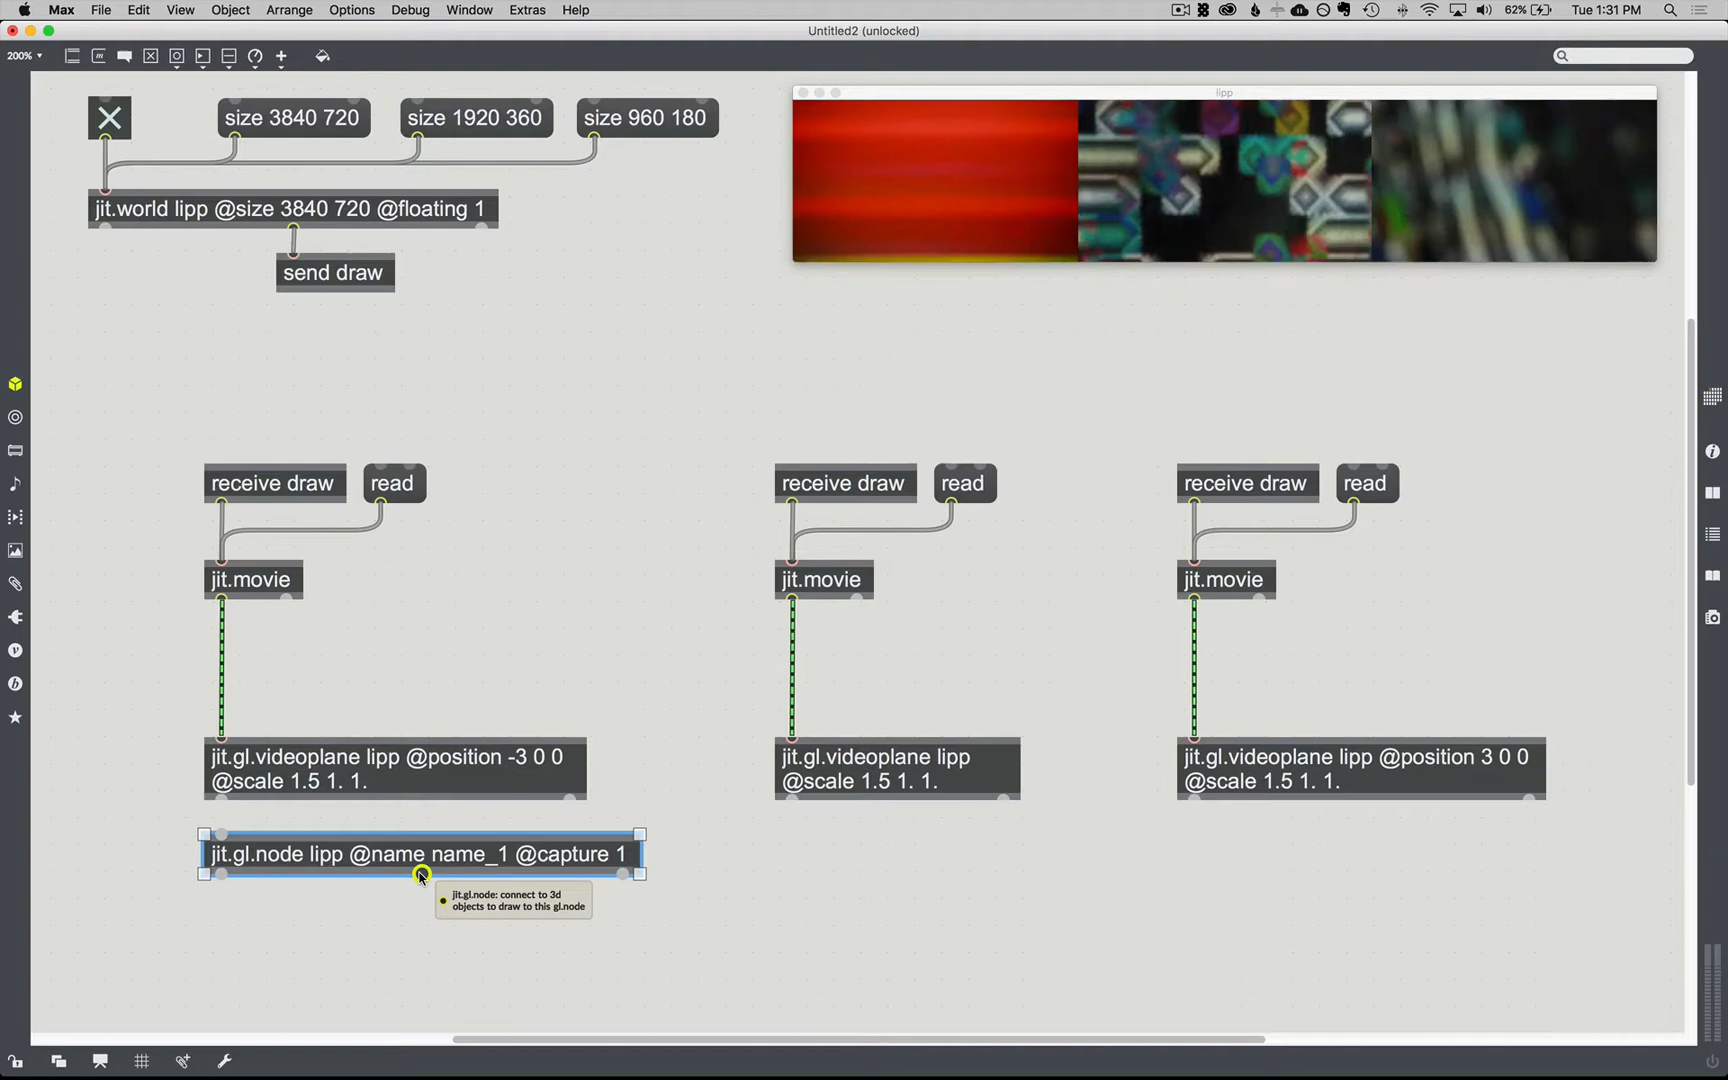 Max File Edit View Object Arrange Options Debug Window Extras Help 62% Tue 1:31 PM
Untitled2 (unlocked)
200%
size 3840 720
size 1920 360
size 960 180
lipp
jit.world lipp @size 3840 720 @floating 1
send draw
receive draw
read
receive draw
read
receive draw
read
jit.movie
jit.movie
jit.movie
jit.gl.videoplane lipp @position -3 0 0
@scale 1.5 1. 1.
jit.gl.videoplane lipp
@scale 1.5 1. 1.
jit.gl.videoplane lipp @position 3 0 0
@scale 1.5 1. 1.
jit.gl.node lipp @name name_1 @capture 1
jit.gl.node: connect to 3d
objects to draw to this gl.node